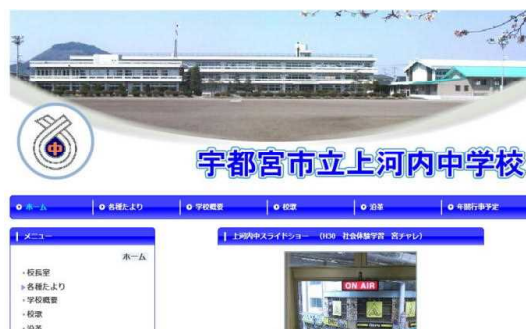 中
宇都宮市立上河内中学校
ホーム
各種たより
学校概要
校歌
沿革
年間行事予定
メニュー
上河内中スライドショー (H30 社会体験学習 宮チャレ)
ホーム
・校長室
各種たより
・学校概要
・校歌
・沿革
ON AIR